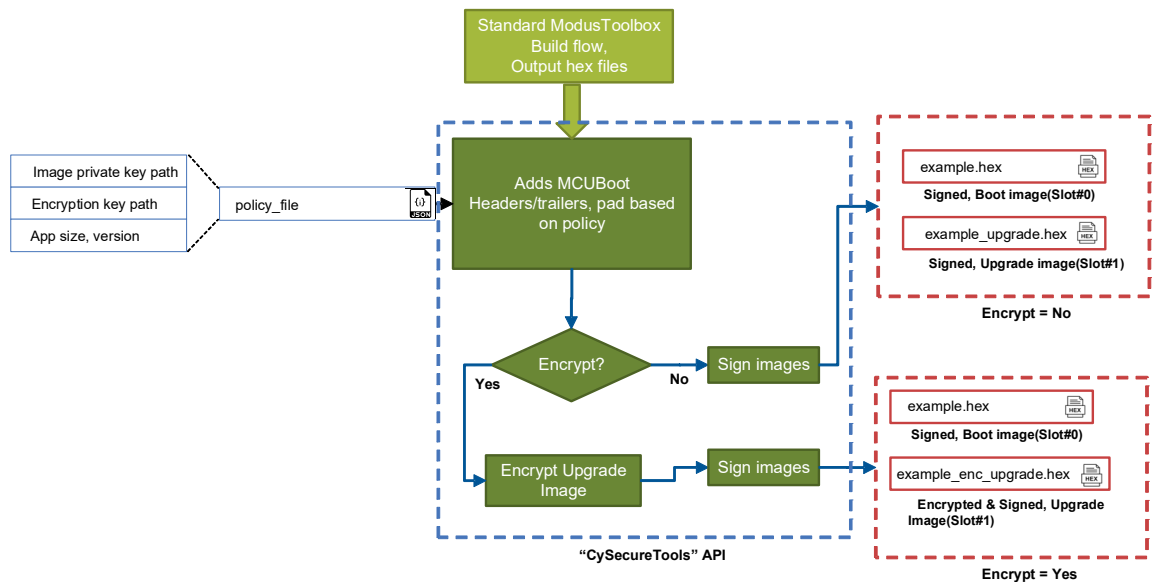 Standard ModusToolbox
Build flow,
Output hex files
Image private key path
Encryption key path
App size, version
policy_file
{i}
JSON
Adds MCUBoot
Headers/trailers, pad based
on policy
Encrypt?
Yes
No
Sign images
Encrypt Upgrade
Image
Sign images
“CySecureTools” API
example.hex
HEX
Signed, Boot image(Slot#0)
example_upgrade.hex
HEX
Signed, Upgrade image(Slot#1)
Encrypt = No
example.hex
HEX
Signed, Boot image(Slot#0)
example_enc_upgrade.hex
HEX
Encrypted & Signed, Upgrade
Image(Slot#1)
Encrypt = Yes